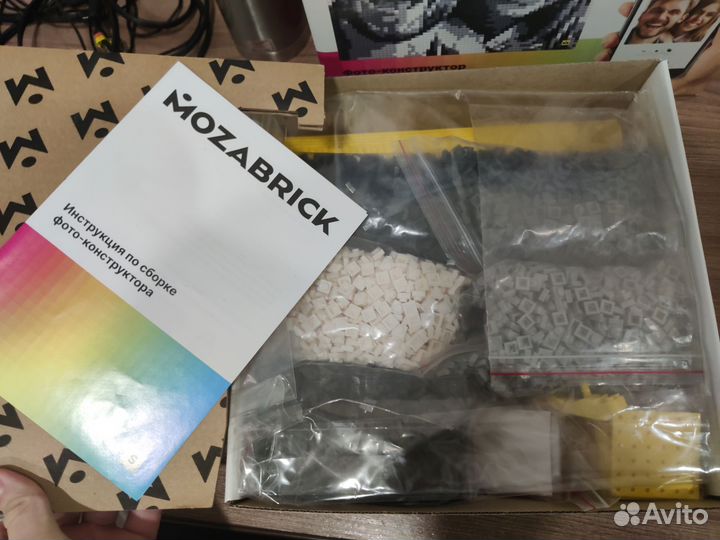 Фото-конструктор
MOZABRICK
Инструкция по сборке
фото-конструктора
S
Avito